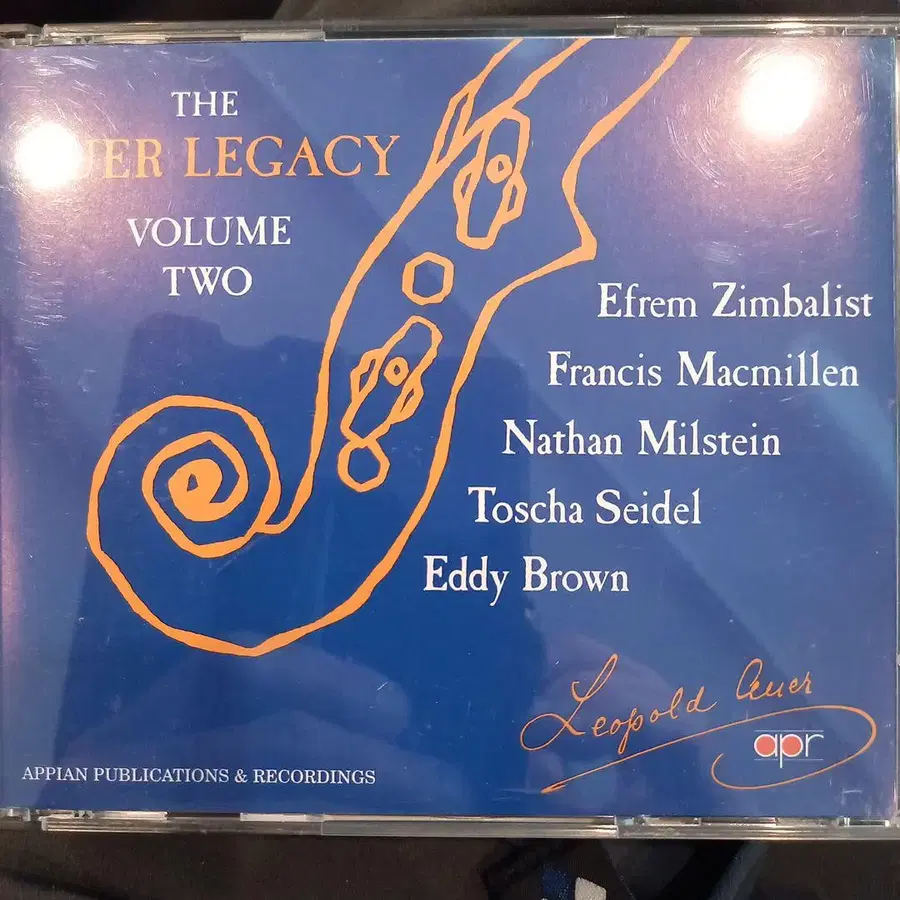 THE
LEGACY
VOLUME
TWO
Efrem Zimbalist
Francis Macmillen
Nathan Milstein
Toscha Seidel
Eddy Brown
Leopold Auer
apr
APPIAN PUBLICATIONS & RECORDINGS